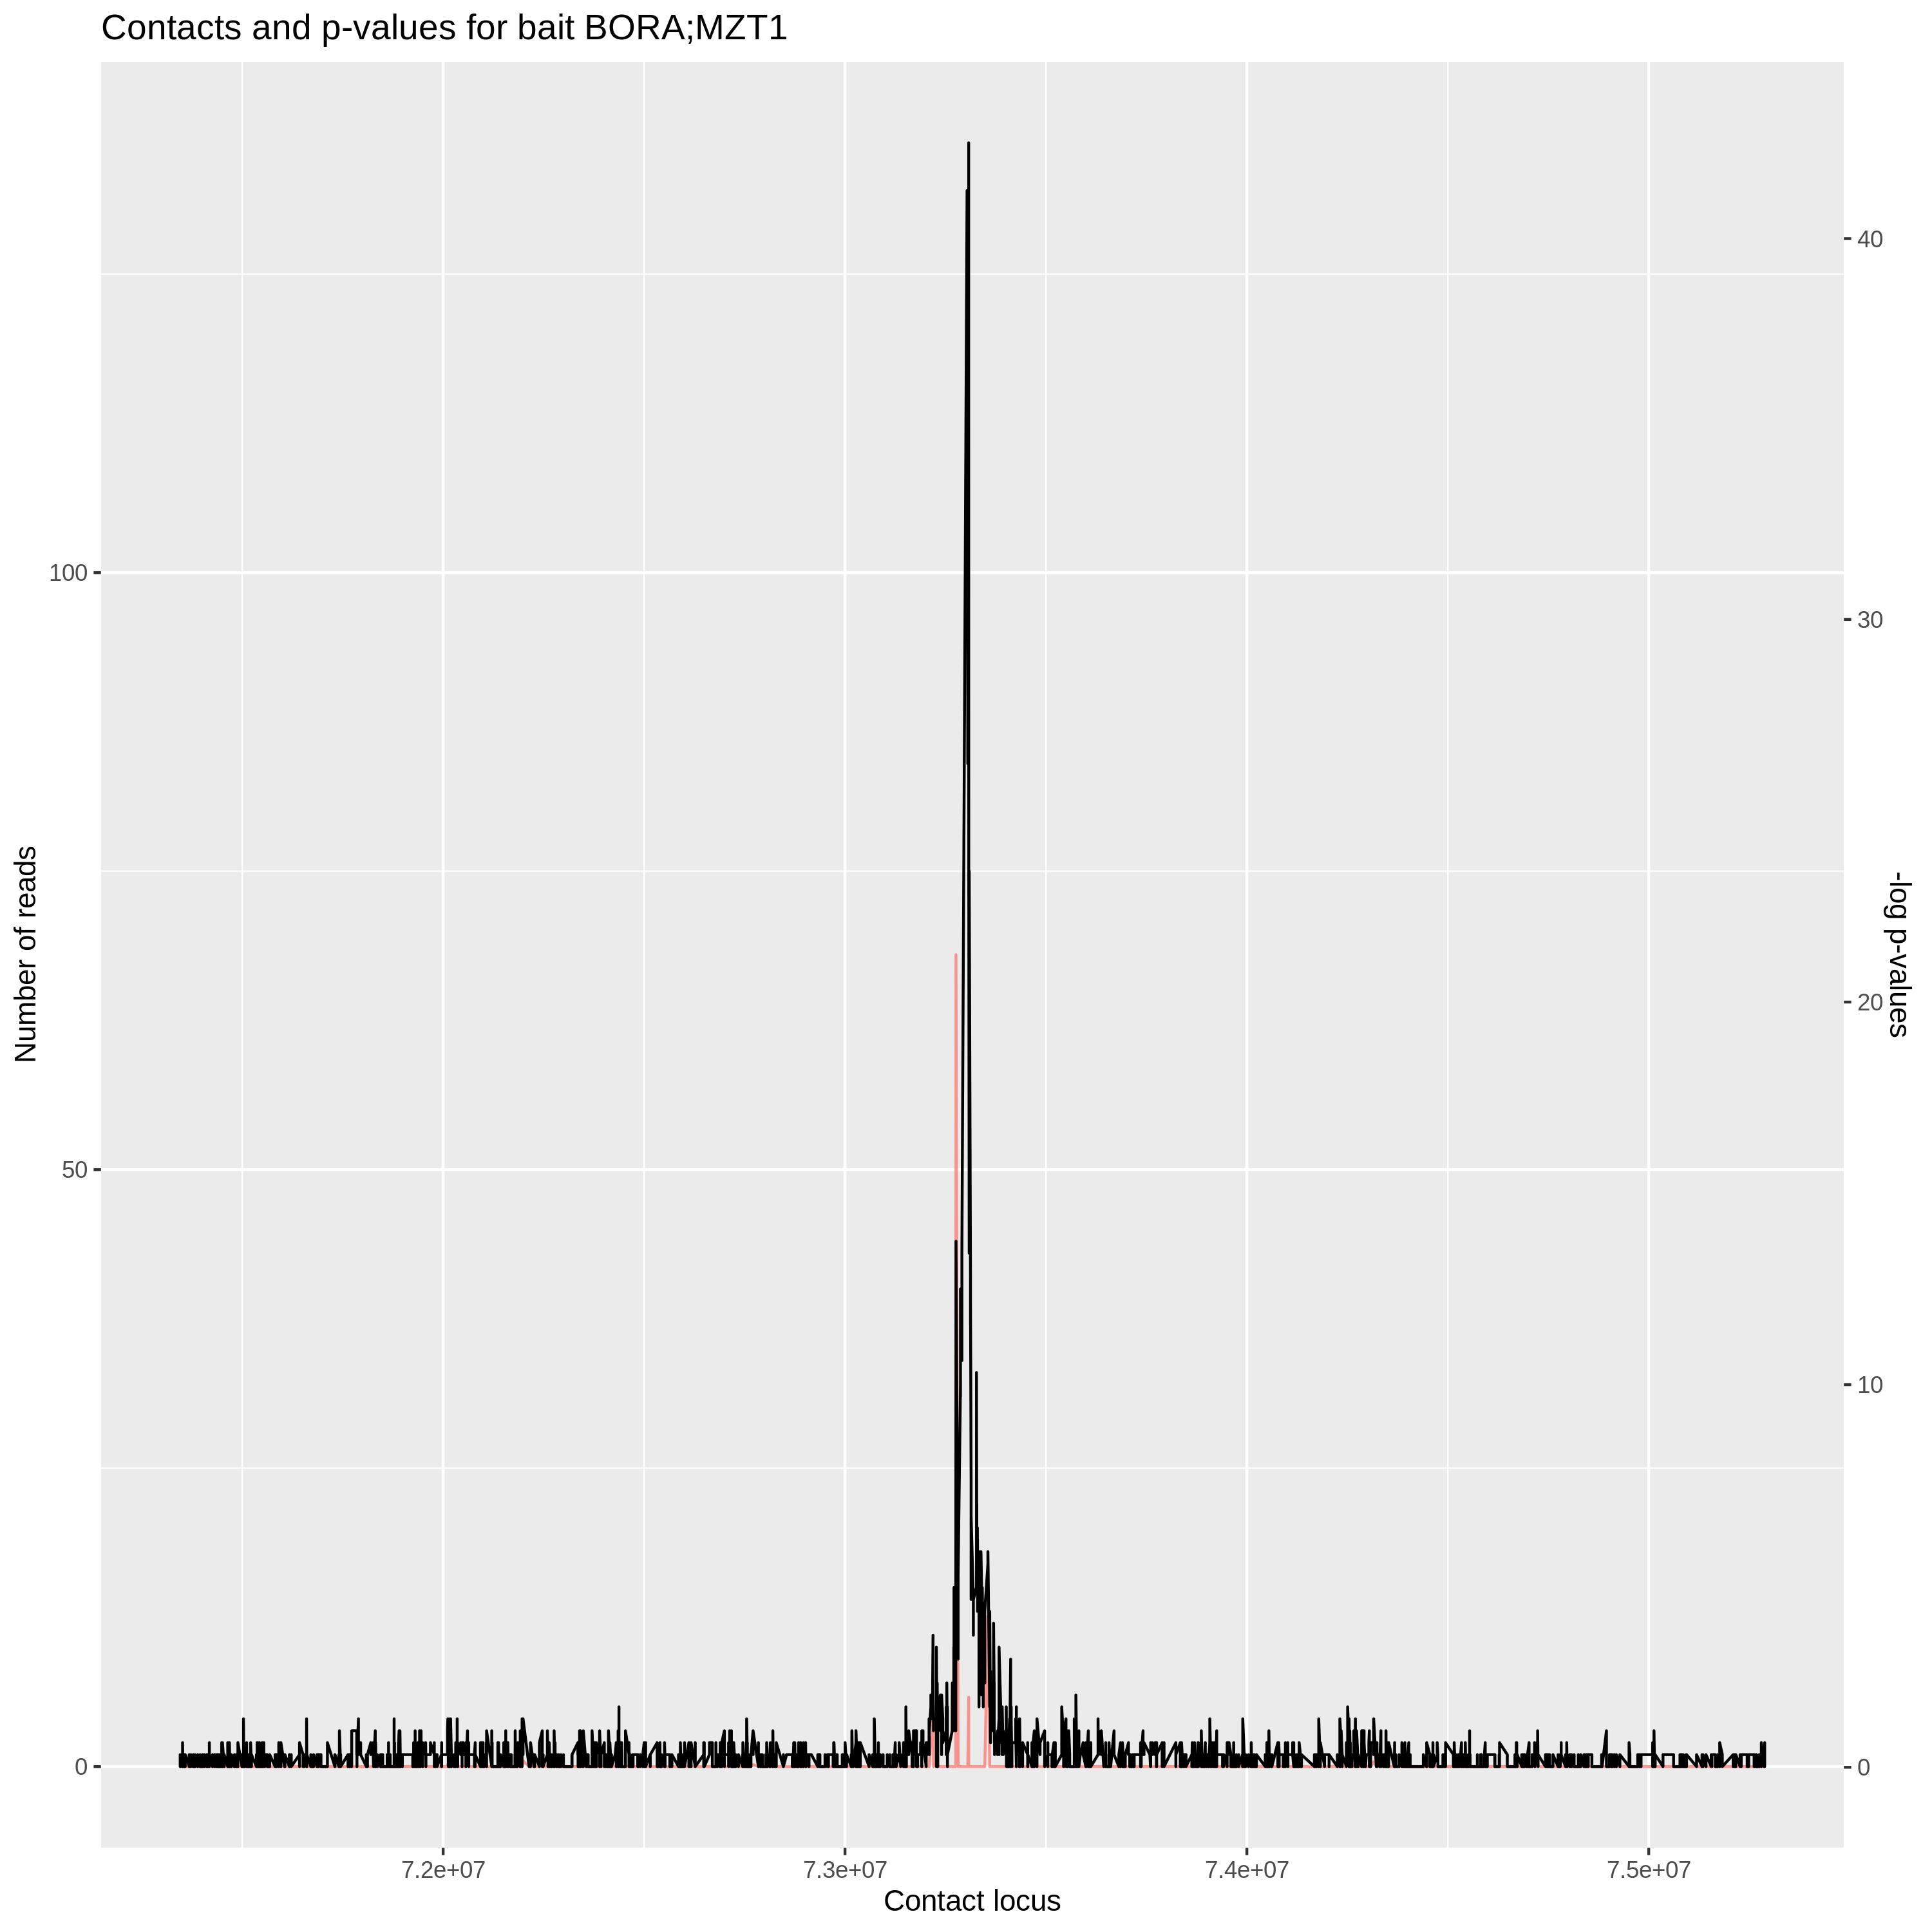 Contacts and p-values for bait BORA;MZT1
Number of reads
100
50
0
40
30
20
10
0
-log p-values
7.2e+07 7.3e+07 7.4e+07 7.5e+07
Contact locus